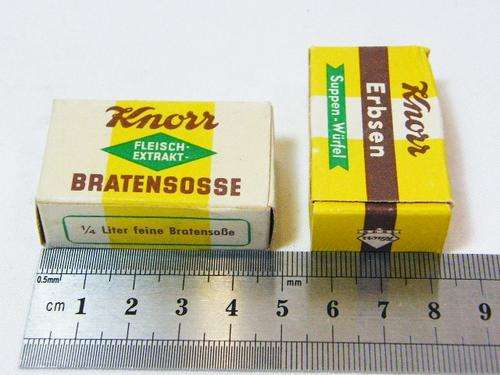 Knorr
FLEISCH-
EXTRAKT-
BRATENSOSSE
¼ Liter feine Bratensoße
Knorr
Erbsen
Suppen-Würfel
Knorr
0.5mm
mm
cm 1 2 3 4 5 6 7 8 9